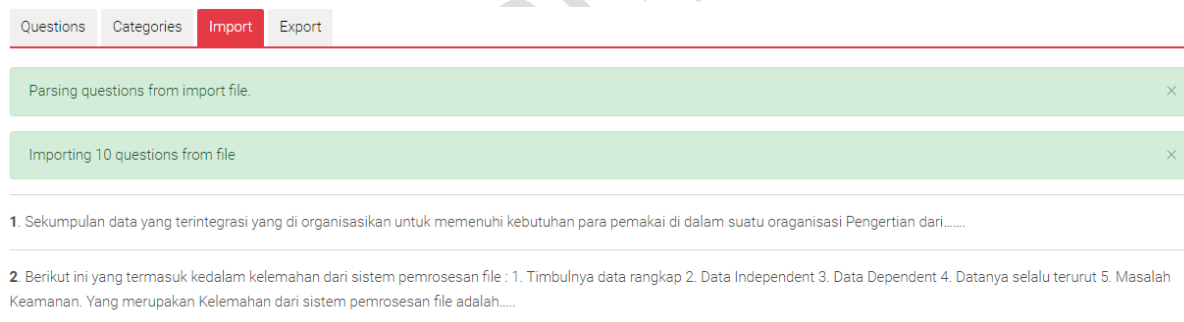 Questions Categories Import Export
Parsing questions from import file. ×
Importing 10 questions from file ×
1. Sekumpulan data yang terintegrasi yang di organisasikan untuk memenuhi kebutuhan para pemakai di dalam suatu oraganisasi Pengertian dari.......
2. Berikut ini yang termasuk kedalam kelemahan dari sistem pemrosesan file : 1. Timbulnya data rangkap 2. Data Independent 3. Data Dependent 4. Datanya selalu terurut 5. Masalah
Keamanan. Yang merupakan Kelemahan dari sistem pemrosesan file adalah.....